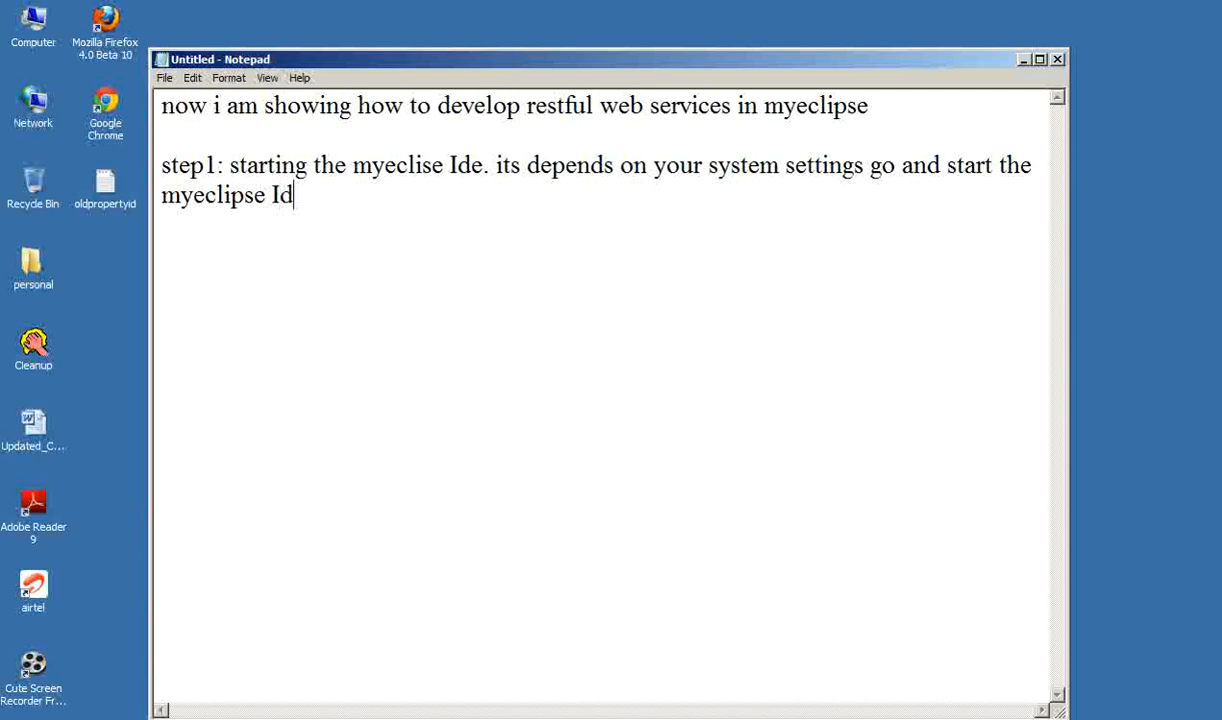 Computer
Mozilla Firefox
4.0 Beta 10
Network
Google
Chrome
Recycle Bin
oldpropertyid
personal
Cleanup
Updated_C...
Adobe Reader
9
airtel
Cute Screen
Recorder Fr...
Untitled - Notepad
File Edit Format View Help
now i am showing how to develop restful web services in myeclipse
step1: starting the myeclise Ide. its depends on your system settings go and start the
myeclipse Id